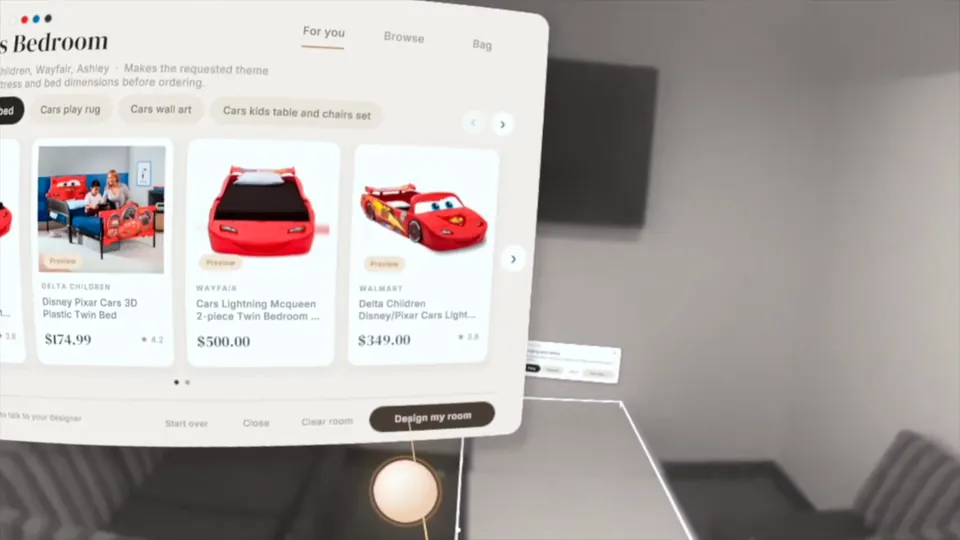 s Bedroom
For you
Browse
Bag
hildren, Wayfair, Ashley · Makes the requested theme
tress and bed dimensions before ordering.
bed
Cars play rug
Cars wall art
Cars kids table and chairs set
Preview
DELTA CHILDREN
Disney Pixar Cars 3D
Plastic Twin Bed
$174.99
★ 4.2
Preview
WAYFAIR
Cars Lightning Mcqueen
2-piece Twin Bedroom ...
$500.00
Preview
WALMART
Delta Children
Disney/Pixar Cars Light...
$349.00
★ 3.8
3.8
to talk to your designer
Start over
Close
Clear room
Design my room